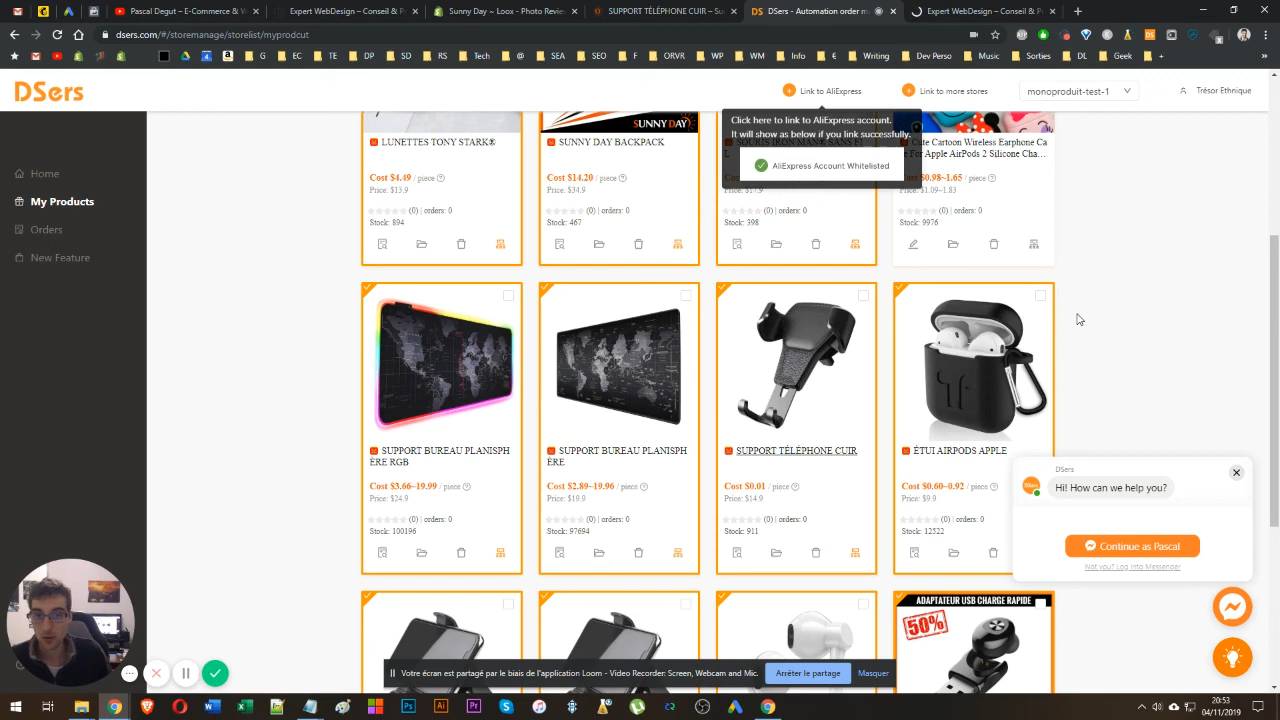 Pascal Degut – E-Commerce & W
Expert WebDesign – Conseil & P
Sunny Day ~ Loox – Photo Revie
SUPPORT TÉLÉPHONE CUIR – Su
DSers - Automation order m
Expert WebDesign – Conseil & P
dsers.com/#/storemanage/storelist/myprodcut
G
EC
TE
DP
SD
RS
Tech
@
SEA
SEO
F
ORVR
WP
WM
Info
€
Writing
Dev Perso
Music
Sorties
DL
Geek
DSers
Link to AliExpress
Link to more stores
monoproduit-test-1
Trésor Ethnique
Click here to link to AliExpress account.
It will show as below if you link successfully.
AliExpress Account Whitelisted
Home
My Products
Orders
New Feature
SUNNY DAY
LUNETTES TONY STARK®
Cost $4.49 / piece
Price: $13.9
(0) | orders: 0
Stock: 894
SUNNY DAY BACKPACK
Cost $14.20 / piece
Price: $34.9
(0) | orders: 0
Stock: 467
(0) | orders: 0
Stock: 398
Cute Cartoon Wireless Earphone Ca
e For Apple AirPods 2 Silicone Cha…
Cost $0.98~1.65 / piece
Price: $1.09~1.83
(0) | orders: 0
Stock: 9976
SUPPORT BUREAU PLANISPH
ÈRE RGB
Cost $3.66~19.99 / piece
Price: $24.9
(0) | orders: 0
Stock: 100196
SUPPORT BUREAU PLANISPH
ÈRE
Cost $2.89~19.96 / piece
Price: $19.9
(0) | orders: 0
Stock: 97694
SUPPORT TÉLÉPHONE CUIR
Cost $0.01 / piece
Price: $14.9
(0) | orders: 0
Stock: 911
ÉTUI AIRPODS APPLE
Cost $0.60~0.92 / piece
Price: $9.9
(0) | orders: 0
Stock: 12522
DSers
Hi! How can we help you?
Continue as Pascal
Not you? Log into Messenger
ADAPTATEUR USB CHARGE RAPIDE
50%
Votre écran est partagé par le biais de l'application Loom - Video Recorder: Screen, Webcam and Mic.
Arrêter le partage
Masquer
20:53
04/11/2019